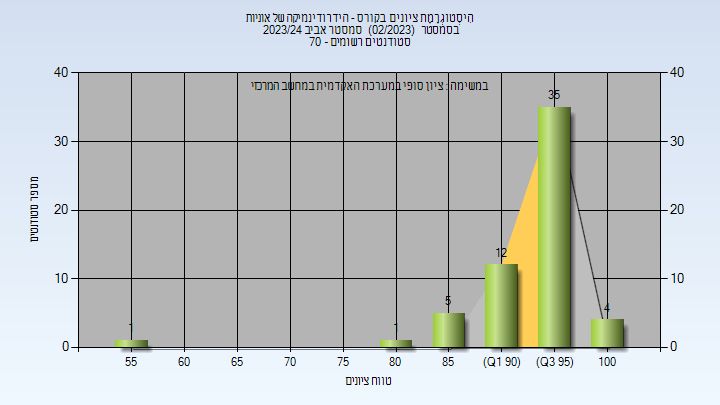 היסטוגרמת ציונים בקורס - הידרודינמיקה של אוניות
בסמסטר (02/2023) סמסטר אביב 2023/24
סטודנטים רשומים - 70
במשימה : ציון סופי במערכת האקדמית במחשב המרכזי
40 40
35
30 30
מספר סטודנטים
20 20
12
10 10
5
4
1 1
0 0
55 60 65 70 75 80 85 (Q1 90) (Q3 95) 100
טווח ציונים